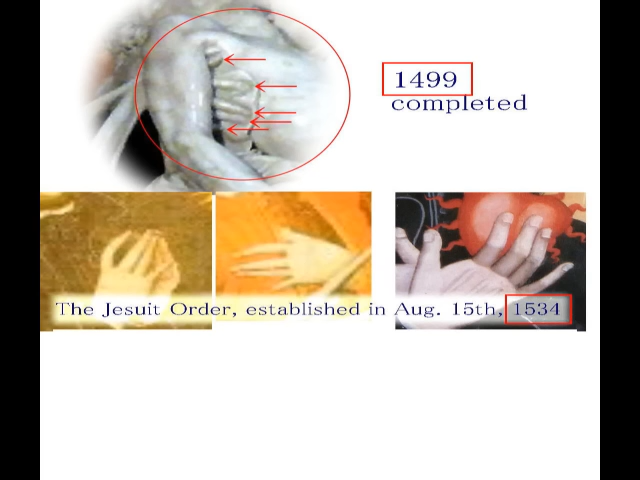 1499
completed
The Jesuit Order, established in Aug. 15th, 1534